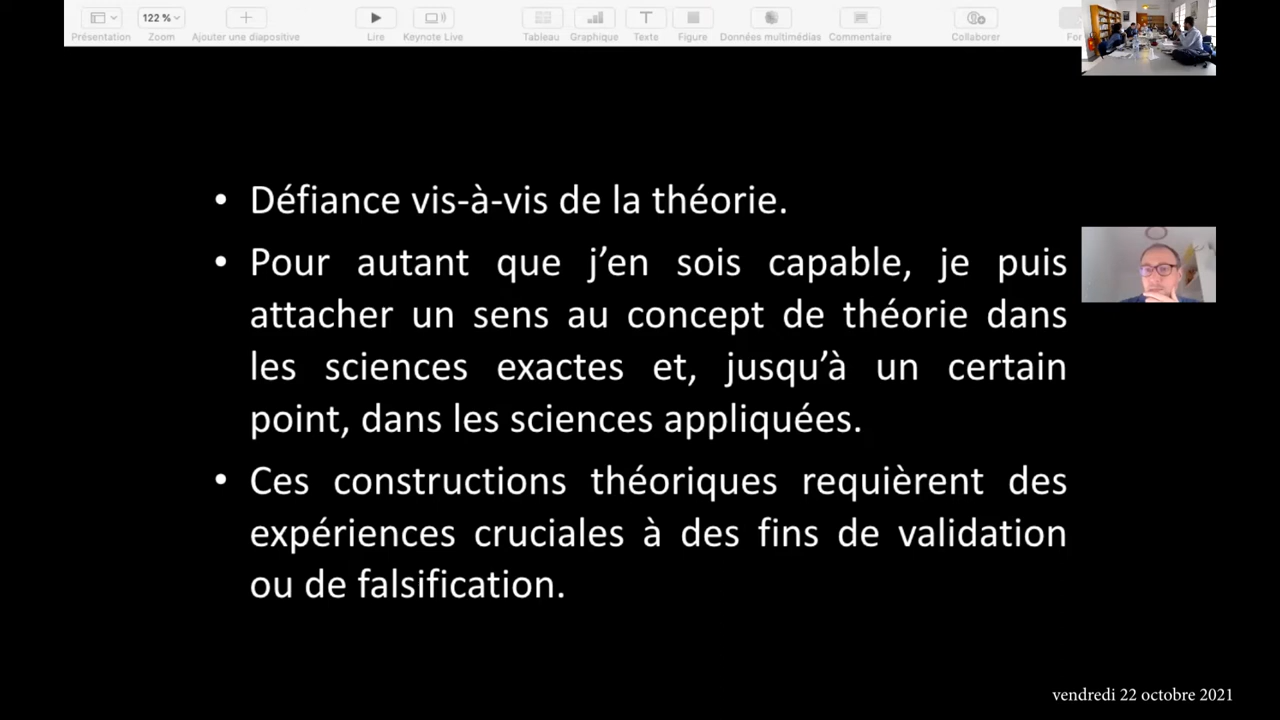 122 %
Présentation
Zoom
Ajouter une diapositive
Lire
Keynote Live
Tableau
Graphique
Texte
Figure
Données multimédias
Commentaire
Collaborer
• Défiance vis-à-vis de la théorie.
• Pour autant que j’en sois capable, je puis
attacher un sens au concept de théorie dans
les sciences exactes et, jusqu’à un certain
point, dans les sciences appliquées.
• Ces constructions théoriques requièrent des
expériences cruciales à des fins de validation
ou de falsification.
vendredi 22 octobre 2021